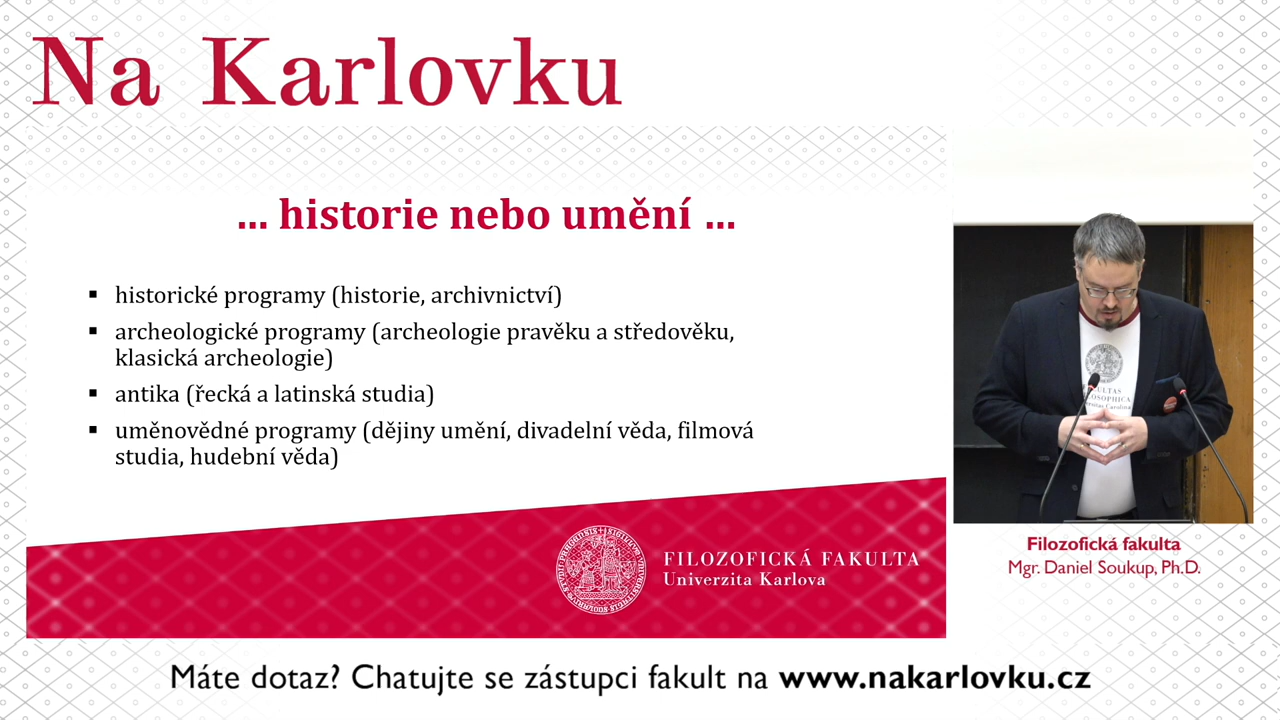 Na Karlovku
... historie nebo umění ...
▪ historické programy (historie, archivnictví)
▪ archeologické programy (archeologie pravěku a středověku,
klasická archeologie)
▪ antika (řecká a latinská studia)
▪ uměnovědné programy (dějiny umění, divadelní věda, filmová
studia, hudební věda)
FILOZOFICKÁ FAKULTA
Univerzita Karlova
Filozofická fakulta
Mgr. Daniel Soukup, Ph.D.
Máte dotaz? Chatujte se zástupci fakult na www.nakarlovku.cz